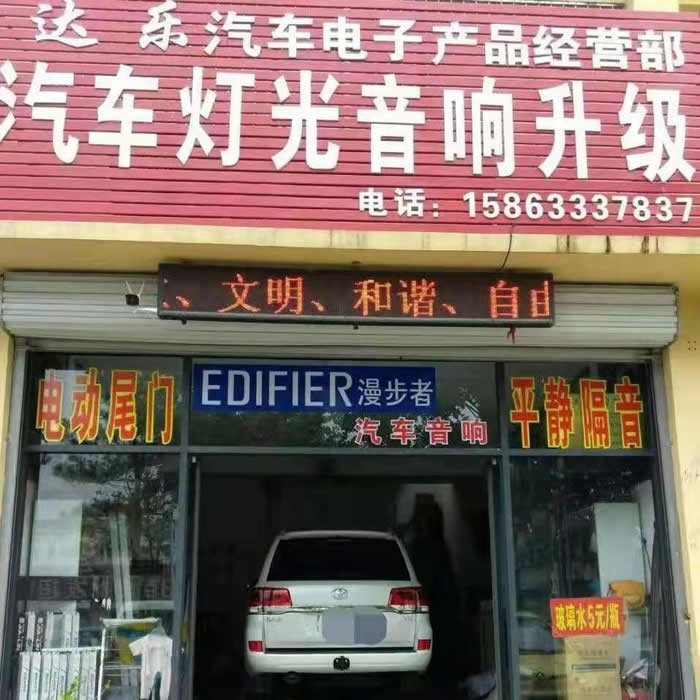 达乐汽车电子产品经营部
汽车灯光音响升级
电话：15863337837
、文明、和谐、自由
电动尾门
EDIFIER漫步者
汽车音响
平静隔音
玻璃水5元/瓶